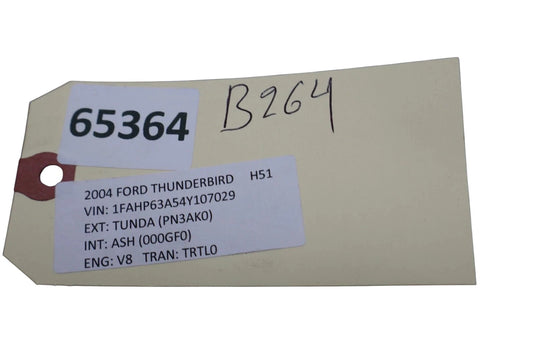 65364
B264
2004 FORD THUNDERBIRD H51
VIN: 1FAHP63A54Y107029
EXT: TUNDA (PN3AK0)
INT: ASH (000GF0)
ENG: V8 TRAN: TRTL0